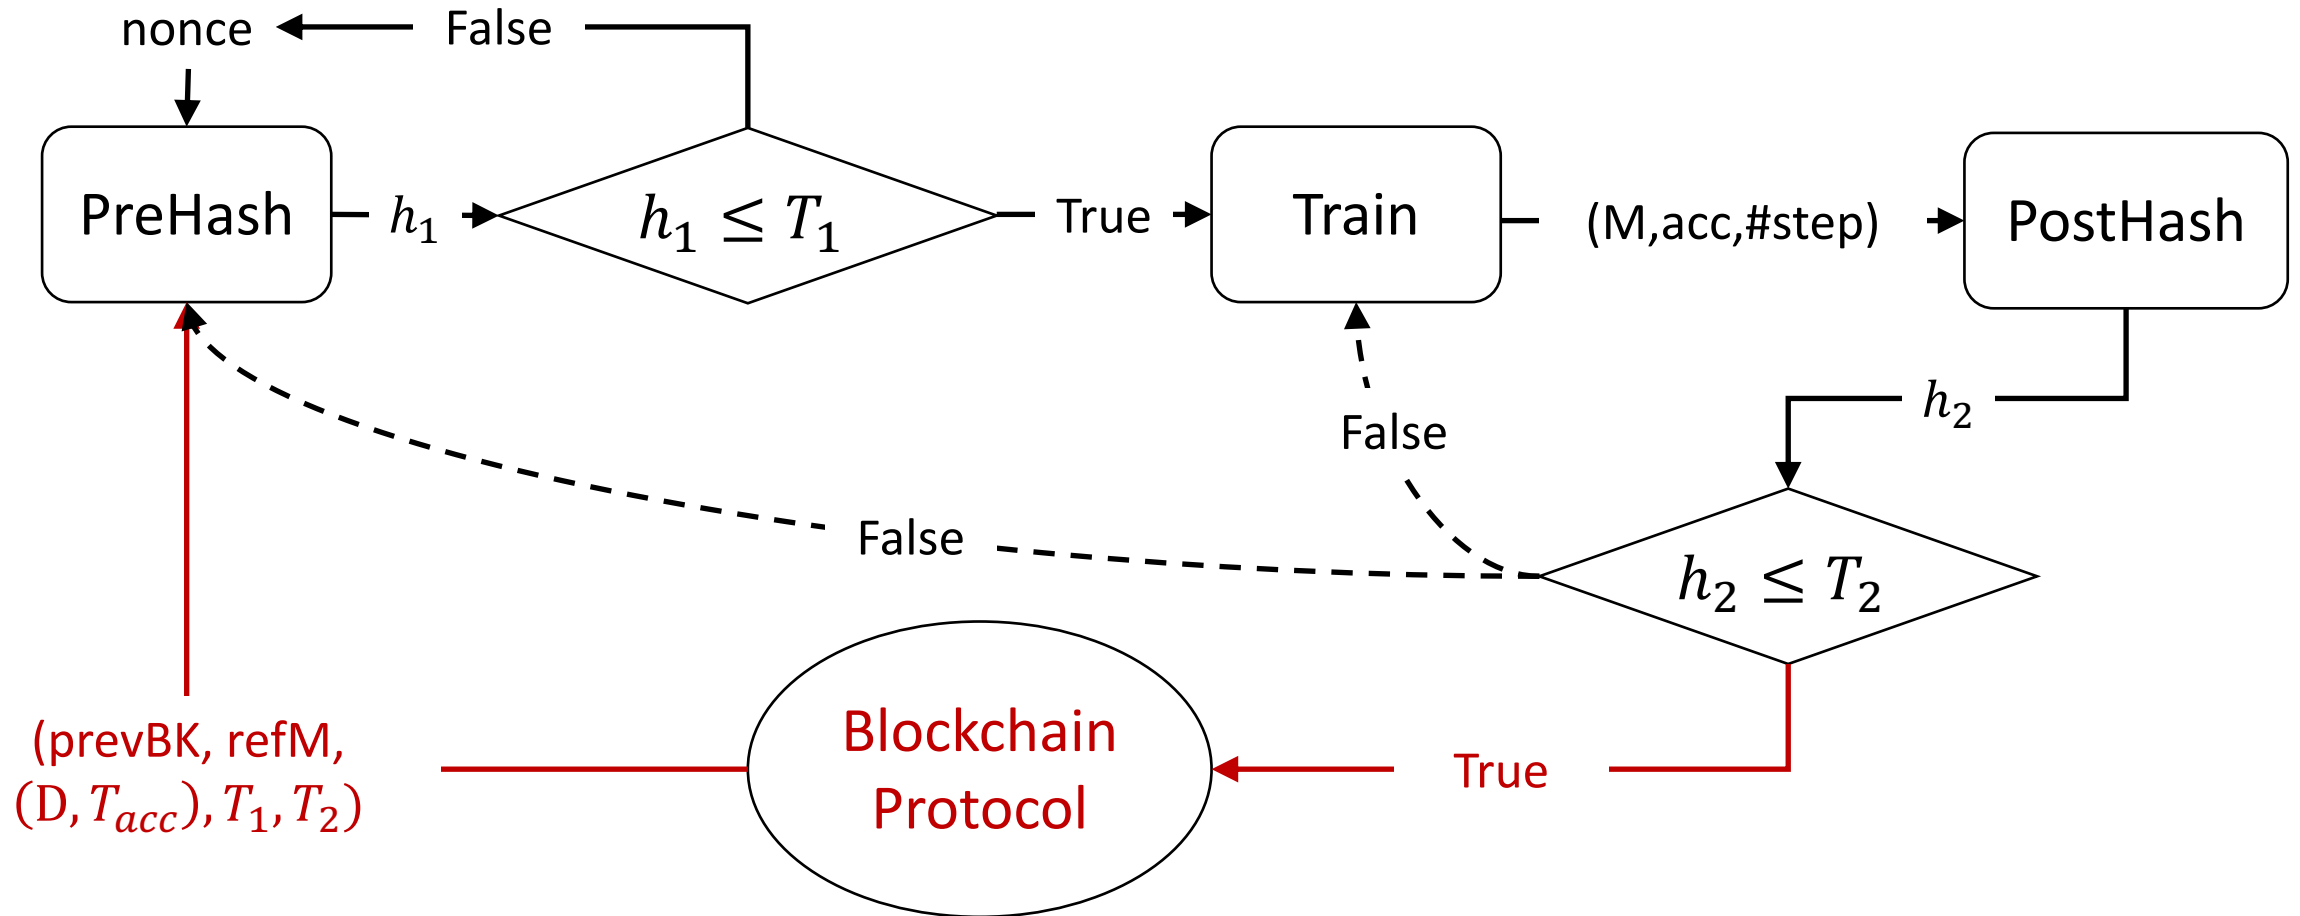 nonce
False
PreHash
h₁
h₁ ≤ T₁
True
Train
(M,acc,#step)
PostHash
h₂
False
False
h₂ ≤ T₂
(prevBK, refM,
(D, T_acc), T₁, T₂)
Blockchain
Protocol
True